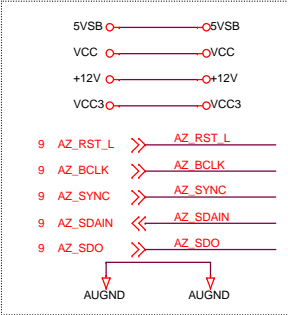 5VSB 5VSB
VCC VCC
+12V +12V
VCC3 VCC3
9 AZ_RST_L AZ_RST_L
9 AZ_BCLK AZ_BCLK
9 AZ_SYNC AZ_SYNC
9 AZ_SDAIN AZ_SDAIN
9 AZ_SDO AZ_SDO
AUGND AUGND